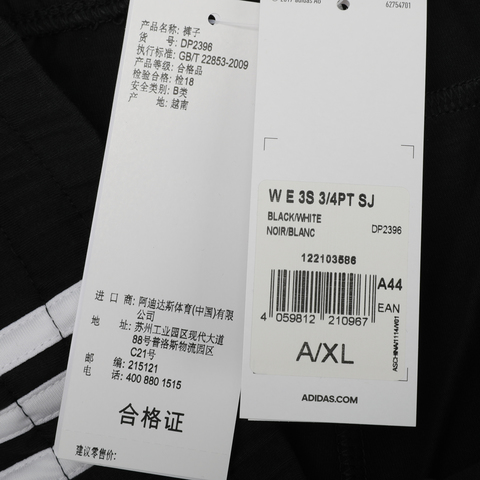 产品名称: 裤子
货 号: DP2396
执行标准: GB/T 22853-2009
产品等级: 合格品
检验合格: 检18
安全类别: B类
产 地: 越南
进 口 商: 阿迪达斯体育(中国)有限
公司
地 址: 苏州工业园区现代大道
88号普洛斯物流园区
C21号
邮 编: 215121
电 话: 400 880 1515
合格证
建议零售价:
62754701
W E 3S 3/4PT SJ
BLACK/WHITE
NOIR/BLANC DP2396
122103586
A44
EAN
4 059812 210967
A/XL
ADIDAS.COM